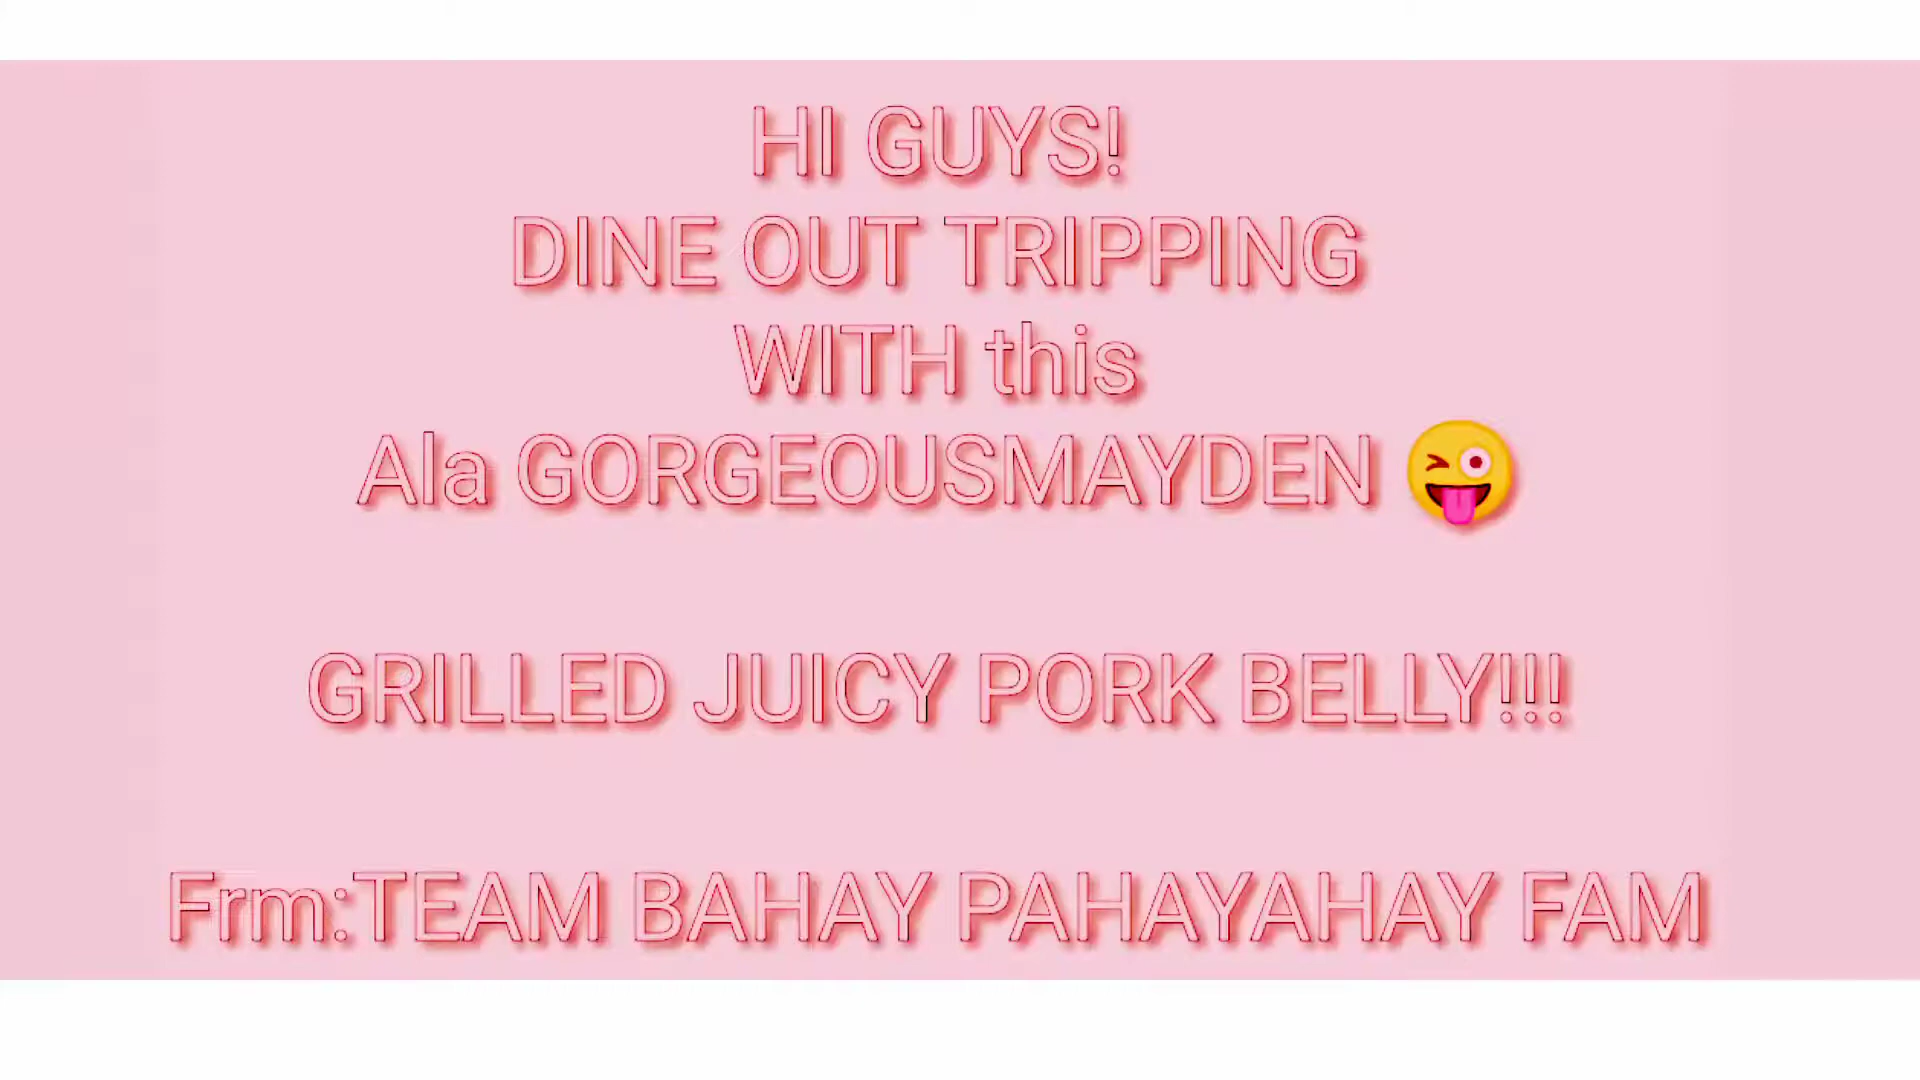 HI GUYS!
DINE OUT TRIPPING
WITH this
Ala GORGEOUSMAYDEN 😜
GRILLED JUICY PORK BELLY!!!
Frm:TEAM BAHAY PAHAYAHAY FAM